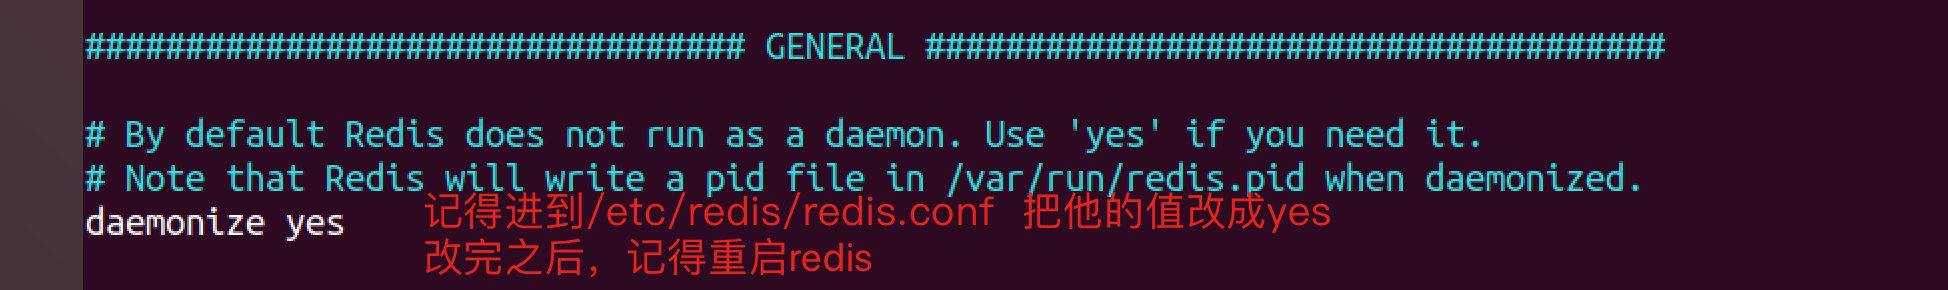 ################################# GENERAL #####################################
# By default Redis does not run as a daemon. Use 'yes' if you need it.
# Note that Redis will write a pid file in /var/run/redis.pid when daemonized.
daemonize yes
记得进到/etc/redis/redis.conf 把他的值改成yes
改完之后，记得重启redis